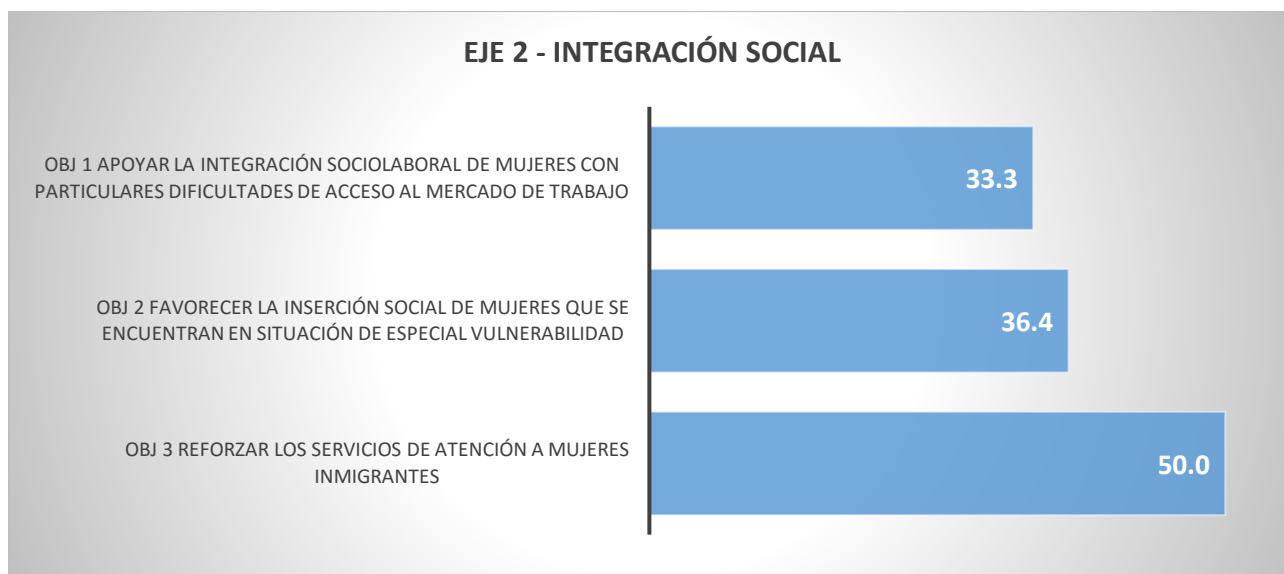 EJE 2 - INTEGRACIÓN SOCIAL
OBJ 1 APOYAR LA INTEGRACIÓN SOCIOLABORAL DE MUJERES CON
PARTICULARES DIFICULTADES DE ACCESO AL MERCADO DE TRABAJO
33.3
OBJ 2 FAVORECER LA INSERCIÓN SOCIAL DE MUJERES QUE SE
ENCUENTRAN EN SITUACIÓN DE ESPECIAL VULNERABILIDAD
36.4
OBJ 3 REFORZAR LOS SERVICIOS DE ATENCIÓN A MUJERES
INMIGRANTES
50.0